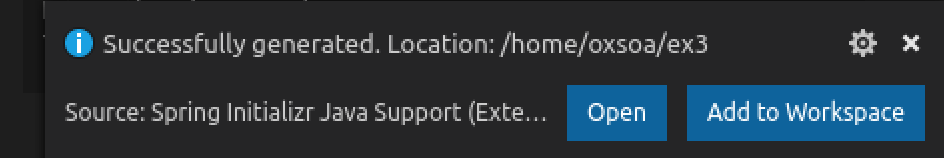 Successfully generated. Location: /home/oxsoa/ex3
Source: Spring Initializr Java Support (Exte...
Open
Add to Workspace